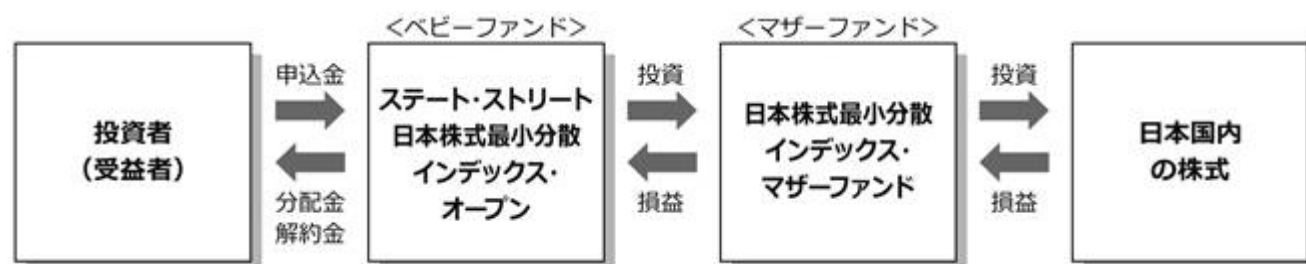 <ベビーファンド>
<マザーファンド>
投資者
(受益者)
申込金
分配金
解約金
ステート・ストリート
日本株式最小分散
インデックス・
オープン
投資
損益
日本株式最小分散
インデックス・
マザーファンド
投資
損益
日本国内
の株式